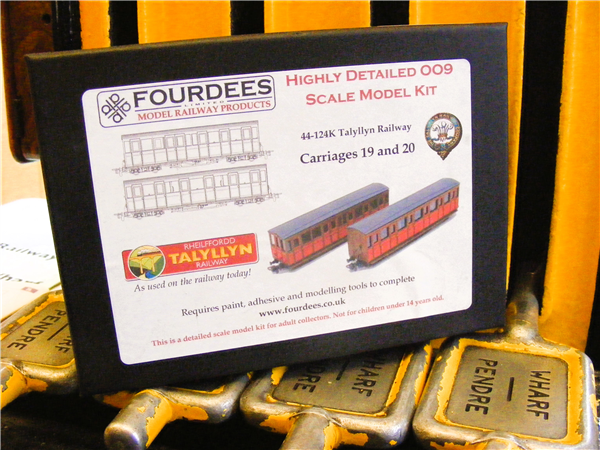 FOURDEES
LIMITED
MODEL RAILWAY PRODUCTS
HIGHLY DETAILED 009
SCALE MODEL KIT
44-124K Talyllyn Railway
Carriages 19 and 20
RHEILFFORDD
TALYLLYN
RAILWAY
As used on the railway today!
Requires paint, adhesive and modelling tools to complete
www.fourdees.co.uk
This is a detailed scale model kit for adult collectors. Not for children under 14 years old.
Railway
WHARF
PENDRE
WHARF
PENDRE